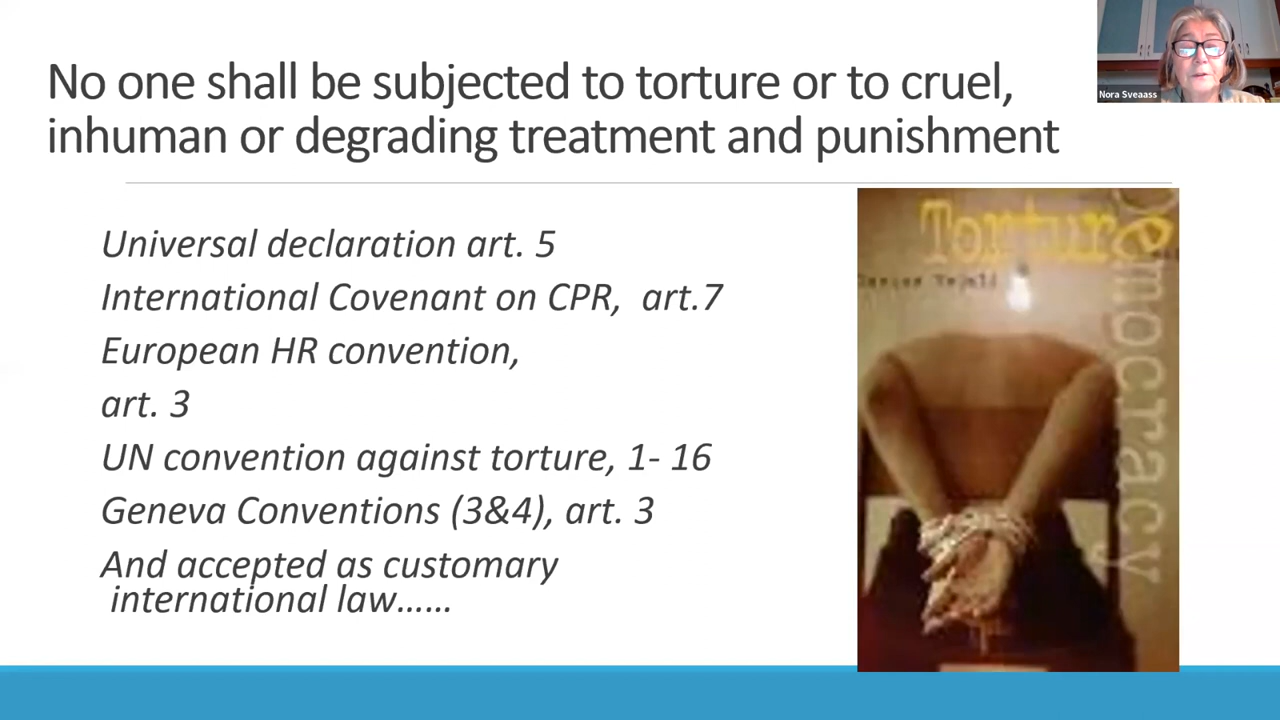 No one shall be subjected to torture or to cruel,
inhuman or degrading treatment and punishment
Nora Sveaass
Universal declaration art. 5
International Covenant on CPR,  art.7
European HR convention,
art. 3
UN convention against torture, 1- 16
Geneva Conventions (3&4), art. 3
And accepted as customary
international law……
Torture
Democracy